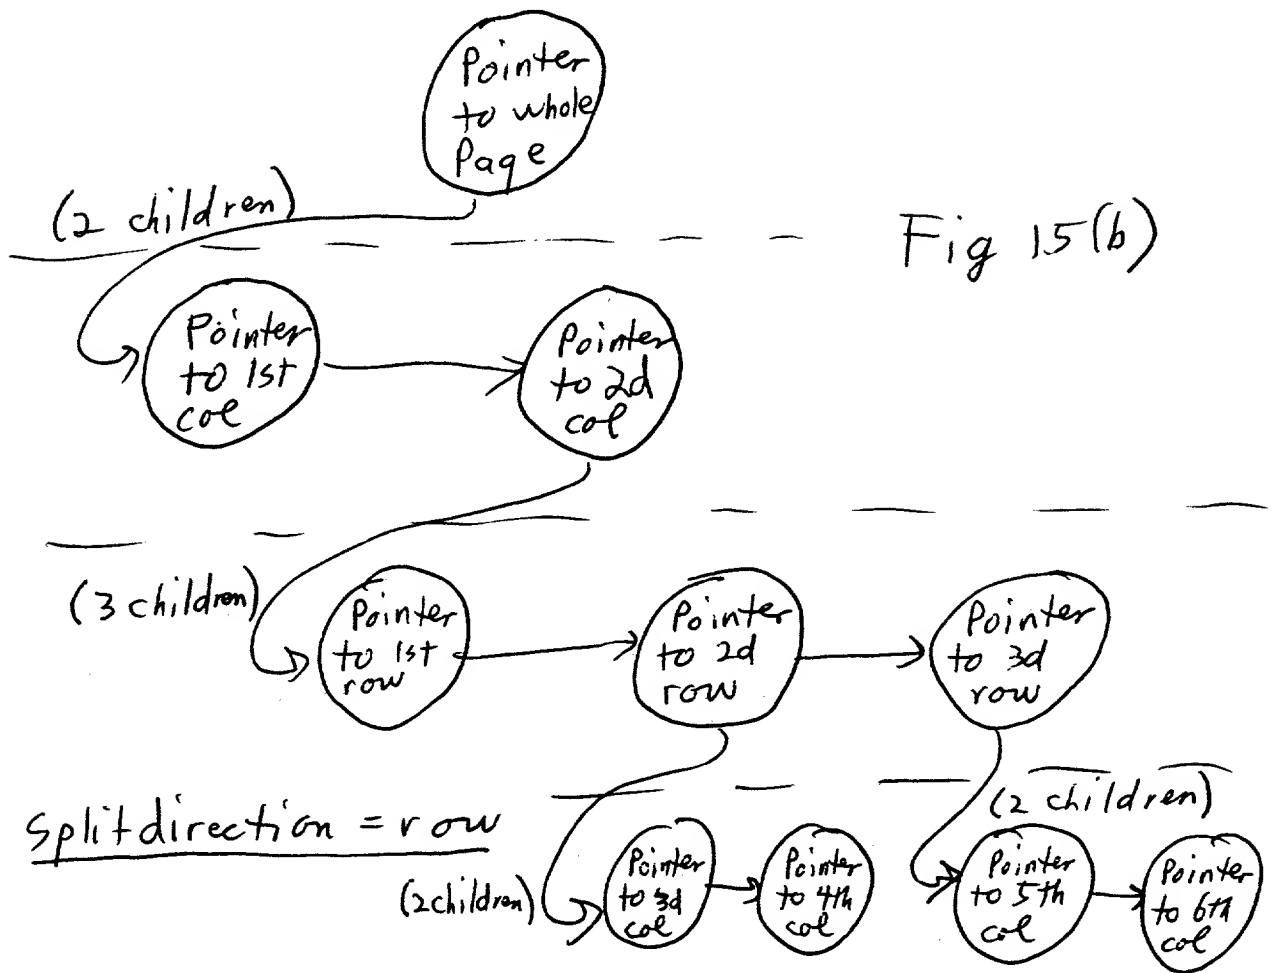 Pointer
to whole
Page
(2 children)
Fig 15(b)
Pointer
to 1st
col
Pointer
to 2d
col
(3 children)
Pointer
to 1st
row
Pointer
to 2d
row
Pointer
to 3d
row
(2 children)
Splitdirection = row
(2children)
Pointer
to 3d
col
Pointer
to 4th
col
Pointer
to 5th
col
Pointer
to 6th
col